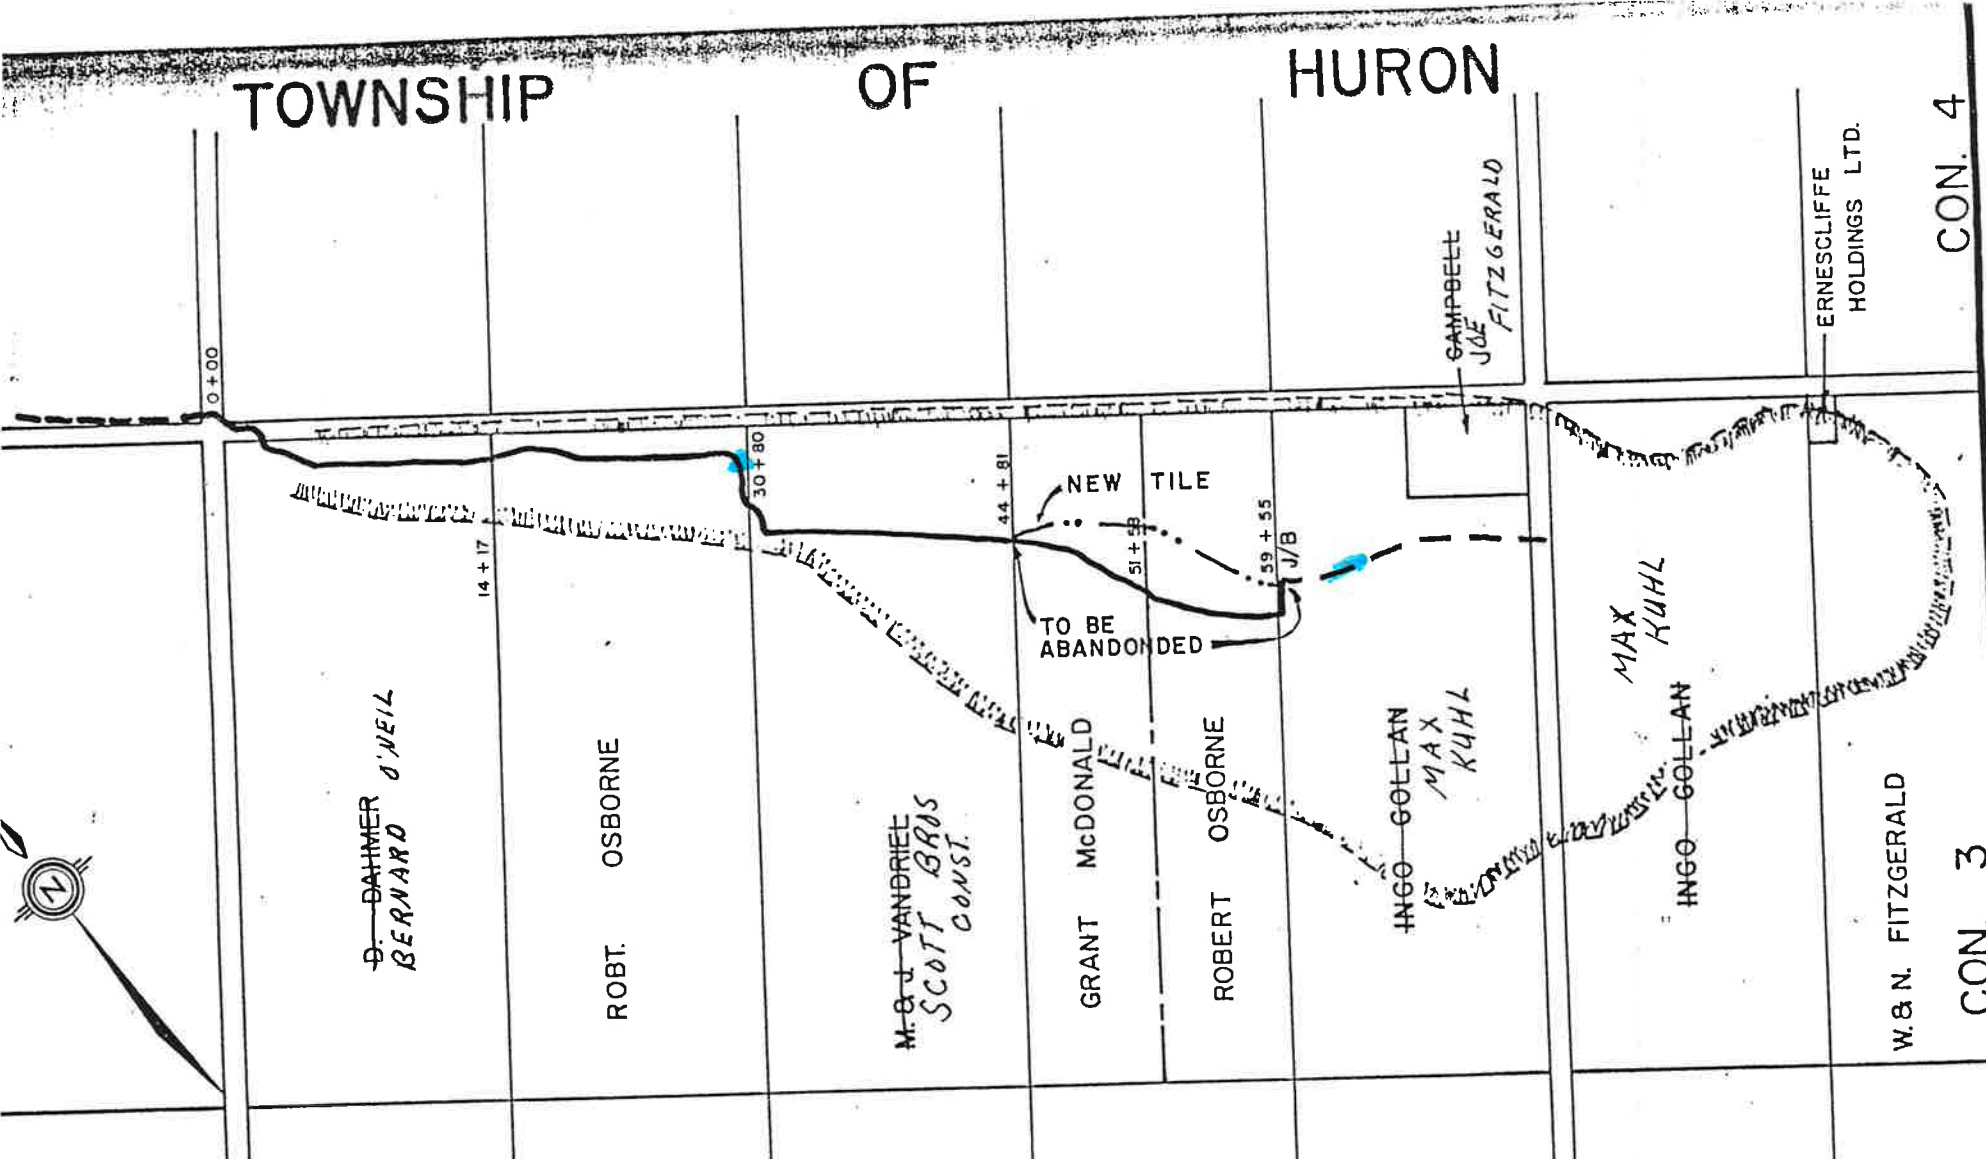 TOWNSHIP OF HURON
CON. 4
ERNESCLIFFE
HOLDINGS LTD.
CAMPBELL
JOE
FITZGERALD
0+00
14+17
30+80
44+81
51+58
59+55
J/B
NEW TILE
TO BE
ABANDONDED
D. DAHMER
BERNARD O'NEIL
ROBT. OSBORNE
M. & J. VANDRIEL
SCOTT BROS
CONST.
GRANT McDONALD
ROBERT OSBORNE
INGO GOLLAN
MAX
KUHL
MAX
KUHL
INGO GOLLAN
W. & N. FITZGERALD
CON 3
N